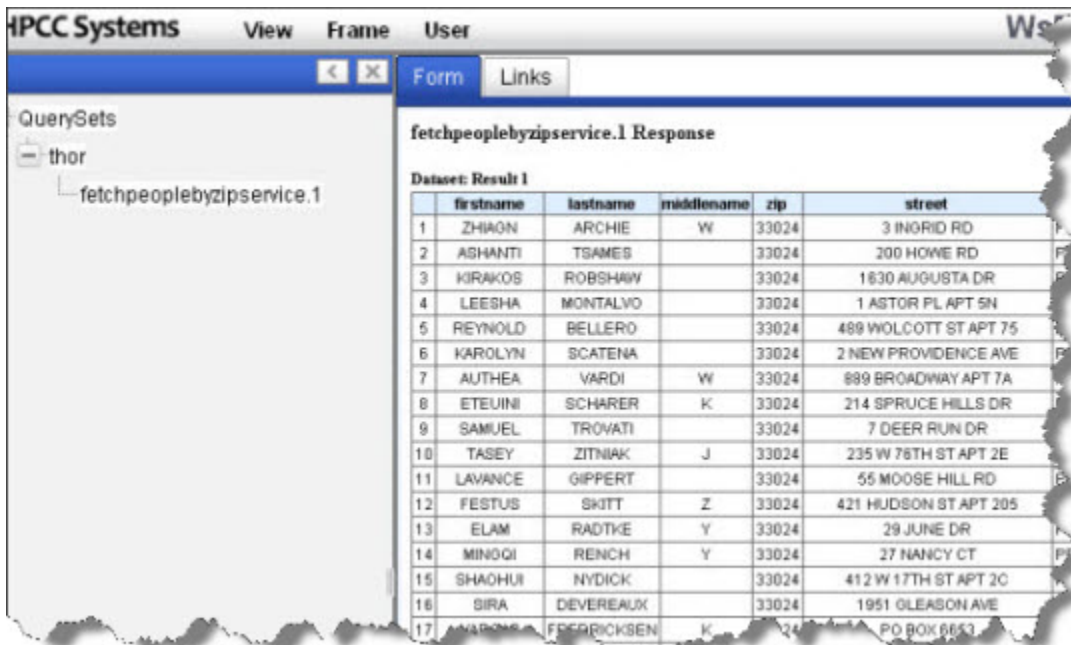 HPCC Systems View Frame User Ws
Form Links
QuerySets
thor
fetchpeoplebyzipservice.1
fetchpeoplebyzipservice.1 Response
Dataset: Result 1
firstname lastname middlename zip street
1 ZHIAGN ARCHIE W 33024 3 INGRID RD
2 ASHANTI TSAMES 33024 200 HOWE RD
3 KIRAKOS ROBSHAW 33024 1630 AUGUSTA DR
4 LEESHA MONTALVO 33024 1 ASTOR PL APT 5N
5 REYNOLD BELLERO 33024 489 WOLCOTT ST APT 75
6 KAROLYN SCATENA 33024 2 NEW PROVIDENCE AVE
7 AUTHEA VARDI W 33024 889 BROADWAY APT 7A
8 ETEUINI SCHARER K 33024 214 SPRUCE HILLS DR
9 SAMUEL TROVATI 33024 7 DEER RUN DR
10 TASEY ZITNIAK J 33024 235 W 76TH ST APT 2E
11 LAVANCE GIPPERT 33024 55 MOOSE HILL RD
12 FESTUS SKITT Z 33024 421 HUDSON ST APT 205
13 ELAM RADTKE Y 33024 29 JUNE DR
14 MINGQI RENCH Y 33024 27 NANCY CT
15 SHAOHUI NYDICK 33024 412 W 17TH ST APT 2C
16 SIRA DEVEREAUX 33024 1951 GLEASON AVE
17 FREDRICKSEN K 24 PO BOX 6653